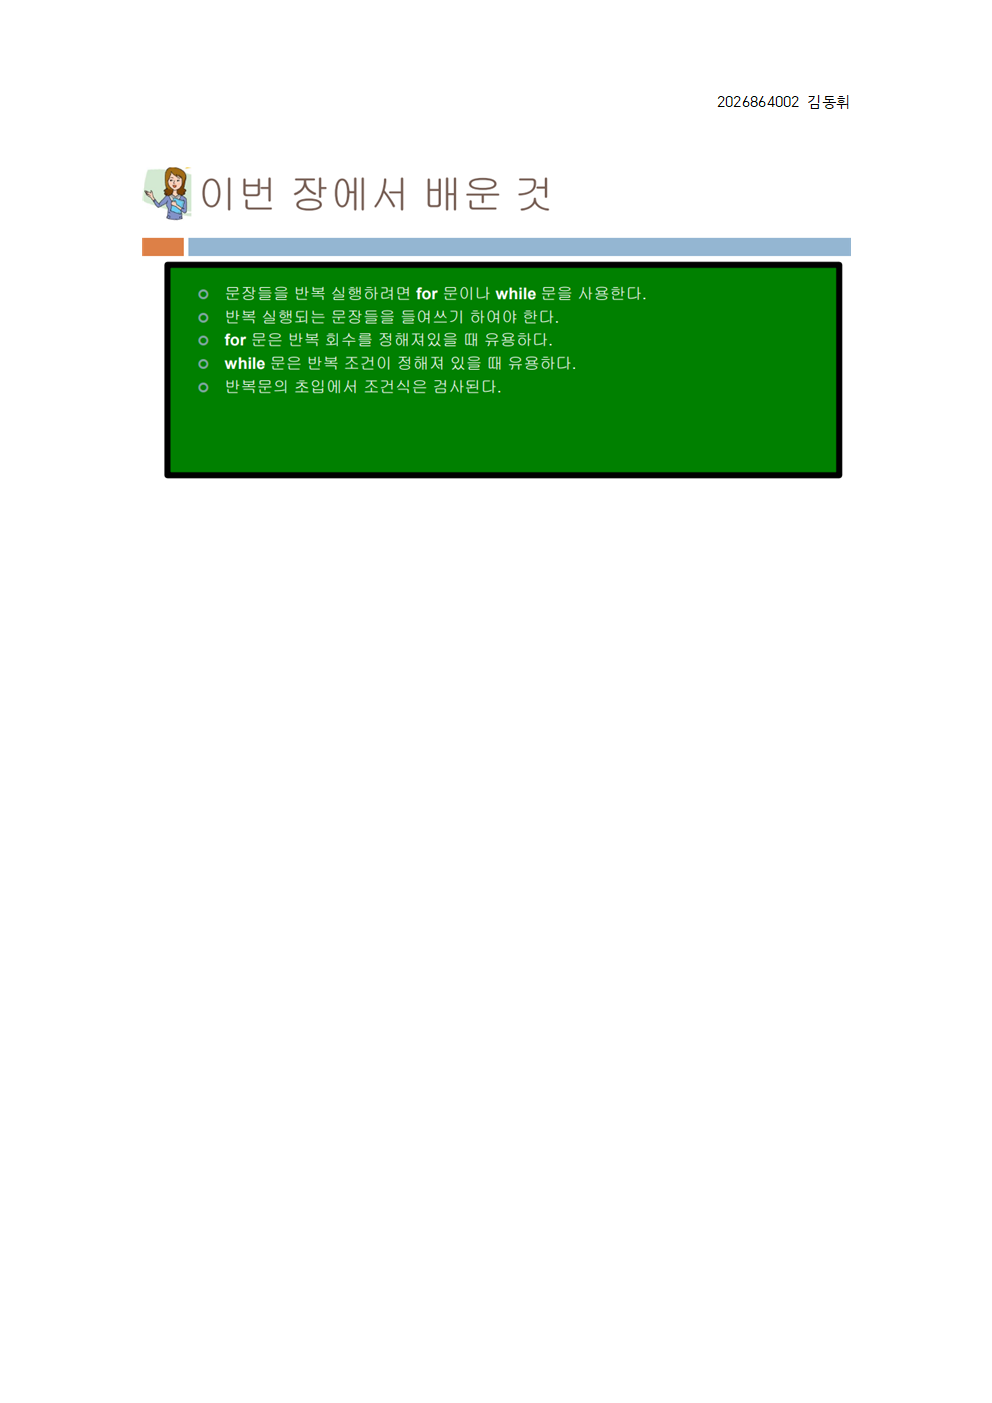 2026864002 김동휘
이번 장에서 배운 것
문장들을 반복 실행하려면 for 문이나 while 문을 사용한다.
반복 실행되는 문장들을 들여쓰기 하여야 한다.
for 문은 반복 회수를 정해져있을 때 유용하다.
while 문은 반복 조건이 정해져 있을 때 유용하다.
반복문의 초입에서 조건식은 검사된다.